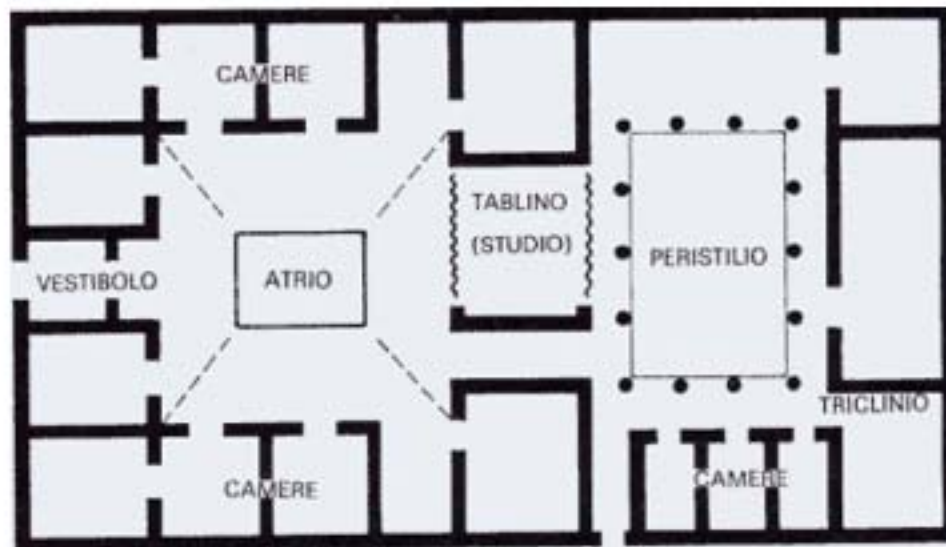 CAMERE
TABLINO
(STUDIO)
VESTIBOLO
ATRIO
PERISTILIO
TRICLINIO
CAMERE
CAMERE